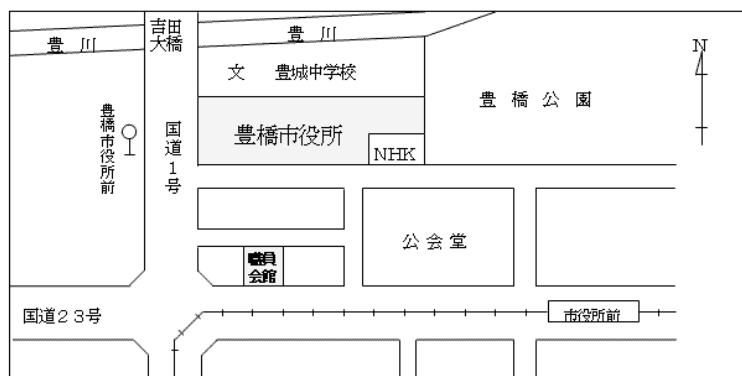 吉田
大橋
豊川
豊川
文 豊城中学校
豊橋公園
N
豊橋市役所前
国道1号
豊橋市役所
NHK
公会堂
職員
会館
国道23号
市役所前